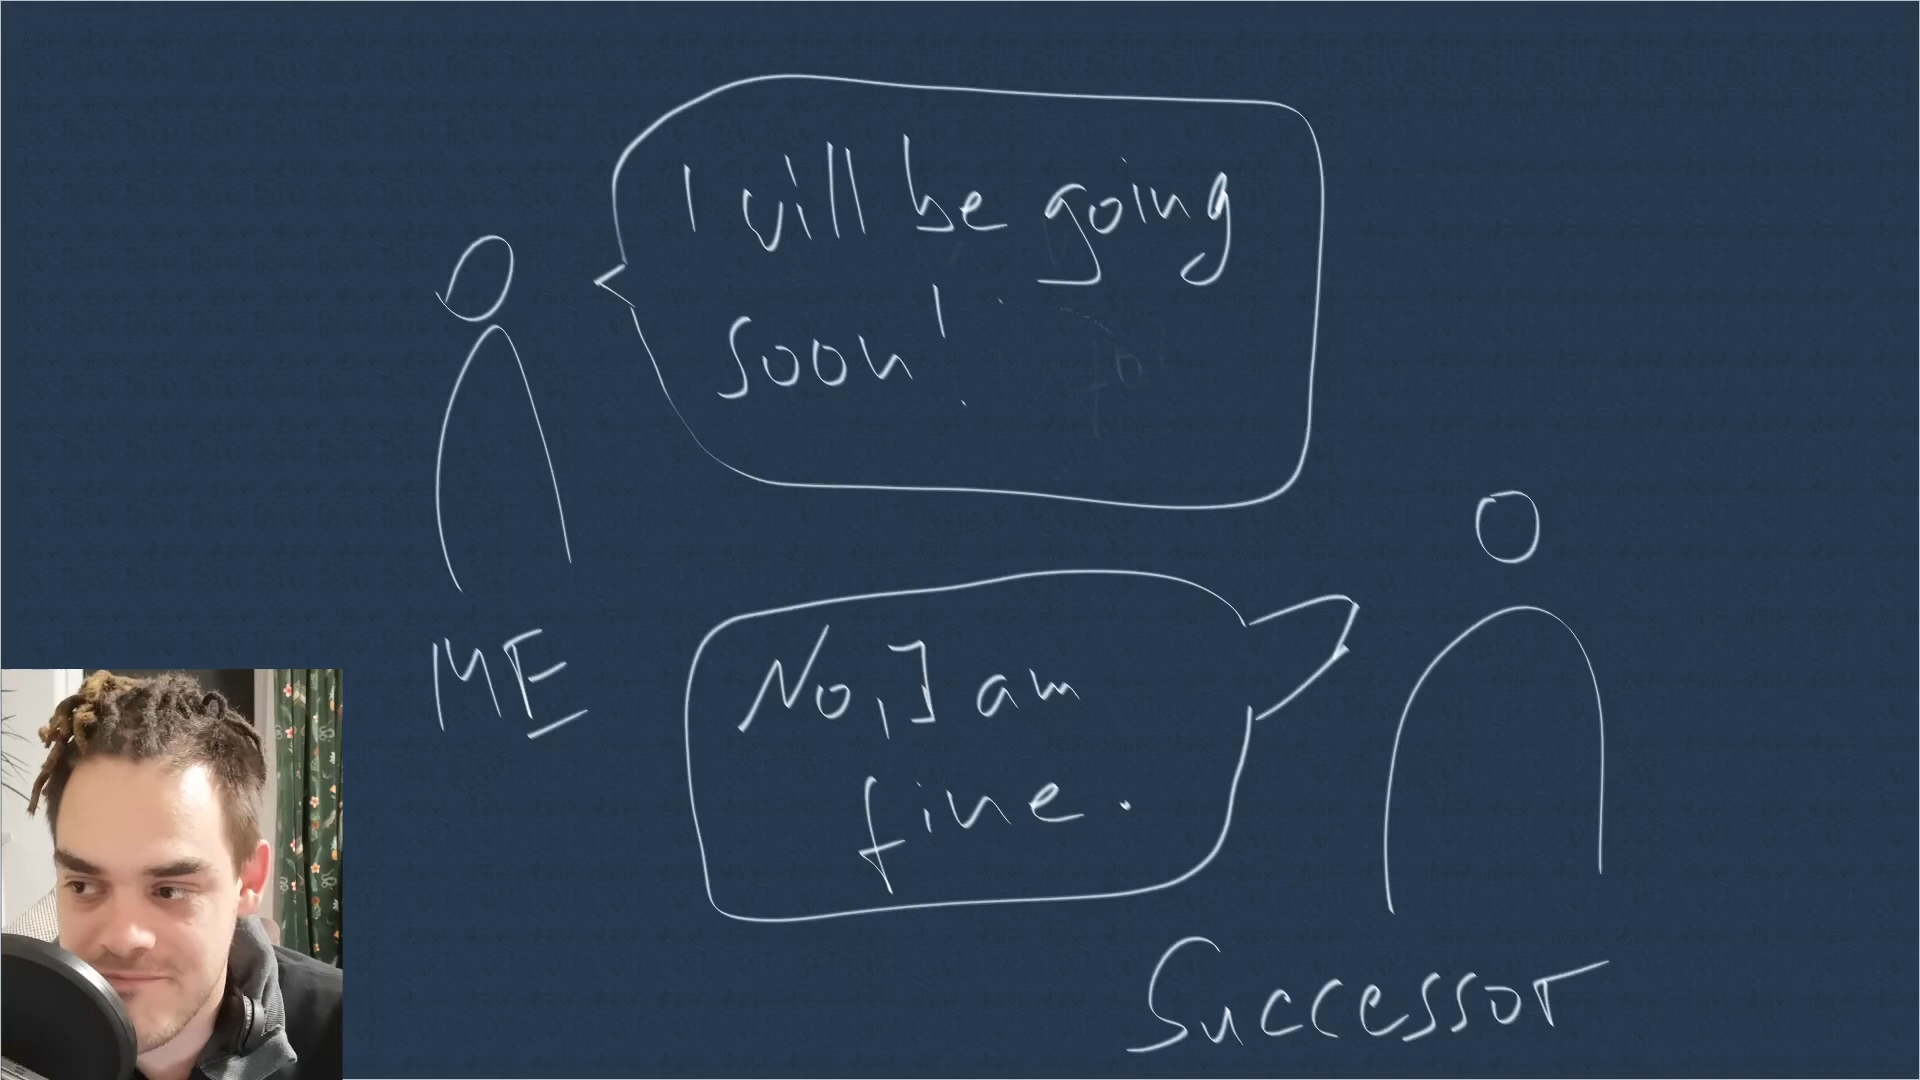 I will be going
soon!
No, I am
fine.
ME
Successor